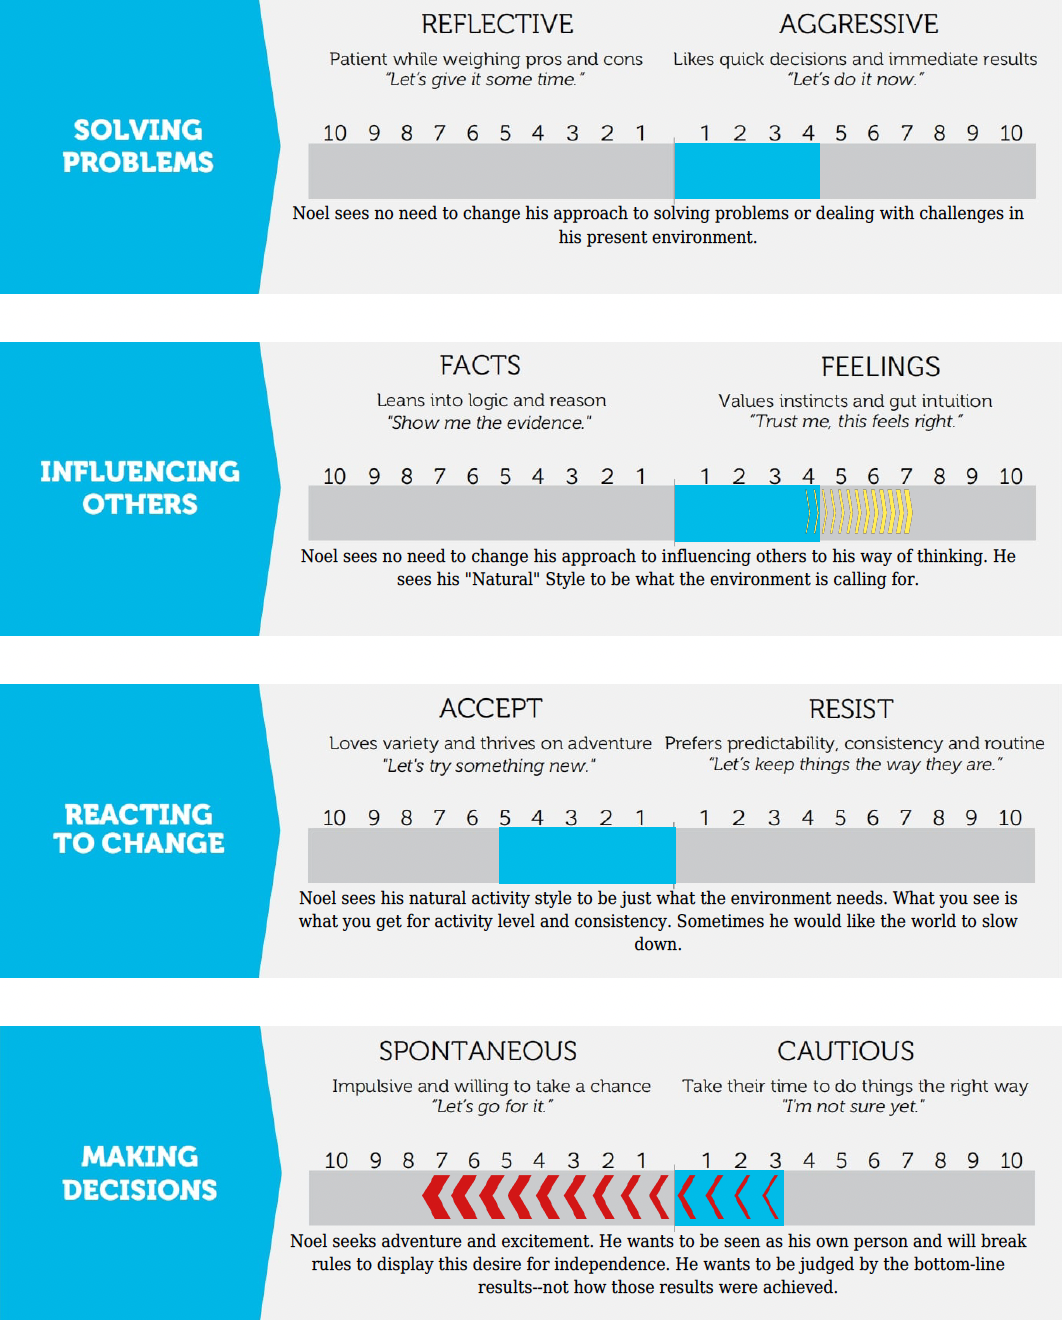 SOLVING
PROBLEMS
REFLECTIVE
Patient while weighing pros and cons
"Let's give it some time."
AGGRESSIVE
Likes quick decisions and immediate results
"Let's do it now."
10 9 8 7 6 5 4 3 2 1 1 2 3 4 5 6 7 8 9 10
Noel sees no need to change his approach to solving problems or dealing with challenges in
his present environment.
INFLUENCING
OTHERS
FACTS
Leans into logic and reason
"Show me the evidence."
FEELINGS
Values instincts and gut intuition
"Trust me, this feels right."
10 9 8 7 6 5 4 3 2 1 1 2 3 4 5 6 7 8 9 10
Noel sees no need to change his approach to influencing others to his way of thinking. He
sees his "Natural" Style to be what the environment is calling for.
REACTING
TO CHANGE
ACCEPT
Loves variety and thrives on adventure
"Let's try something new."
RESIST
Prefers predictability, consistency and routine
"Let's keep things the way they are."
10 9 8 7 6 5 4 3 2 1 1 2 3 4 5 6 7 8 9 10
Noel sees his natural activity style to be just what the environment needs. What you see is
what you get for activity level and consistency. Sometimes he would like the world to slow
down.
MAKING
DECISIONS
SPONTANEOUS
Impulsive and willing to take a chance
"Let's go for it."
CAUTIOUS
Take their time to do things the right way
"I'm not sure yet."
10 9 8 7 6 5 4 3 2 1 1 2 3 4 5 6 7 8 9 10
Noel seeks adventure and excitement. He wants to be seen as his own person and will break
rules to display this desire for independence. He wants to be judged by the bottom-line
results--not how those results were achieved.